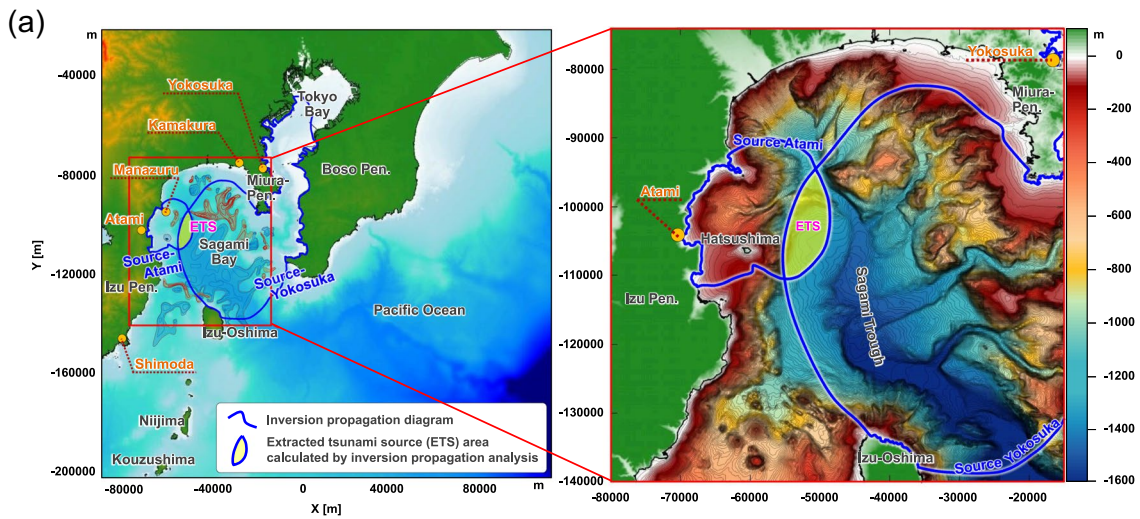 (a)
m
-40000
-60000
-80000
-100000
-120000
-140000
-160000
-200000
Y [m]
-80000
-40000
0
40000
80000
m
X [m]
Yokosuka
Tokyo
Bay
Kamakura
Manazuru
Miura-
Pen.
Boso Pen.
Atami
ETS
Sagami
Bay
Source-
Atami
Source-
Yokosuka
Izu Pen.
Pacific Ocean
Izu-Oshima
Shimoda
Niijima
Kouzushima
Inversion propagation diagram
Extracted tsunami source (ETS) area
calculated by inversion propagation analysis
-80000
-90000
-100000
-110000
-120000
-130000
-140000
-80000
-70000
-60000
-50000
-40000
-30000
-20000
Yokosuka
Miura-
Pen.
Source Atami
Atami
ETS
Hatsushima
Izu Pen.
Sagami Trough
Izu-Oshima
Source Yokosuka
m
0
-200
-400
-600
-800
-1000
-1200
-1400
-1600